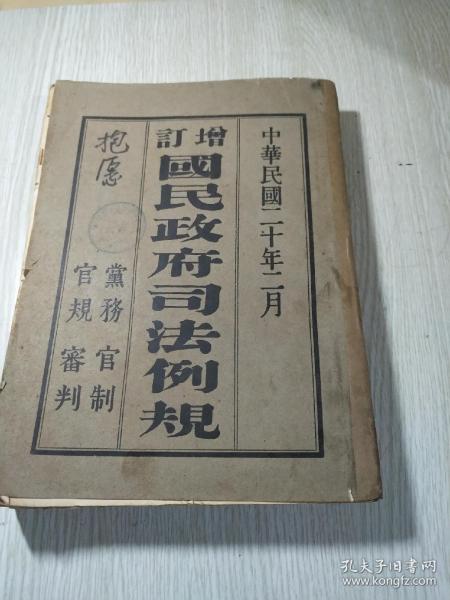 中華民國二十年二月
增訂
國民政府司法例規
黨務 官制
官規 審判
孔夫子旧书网
www.kongfz.com